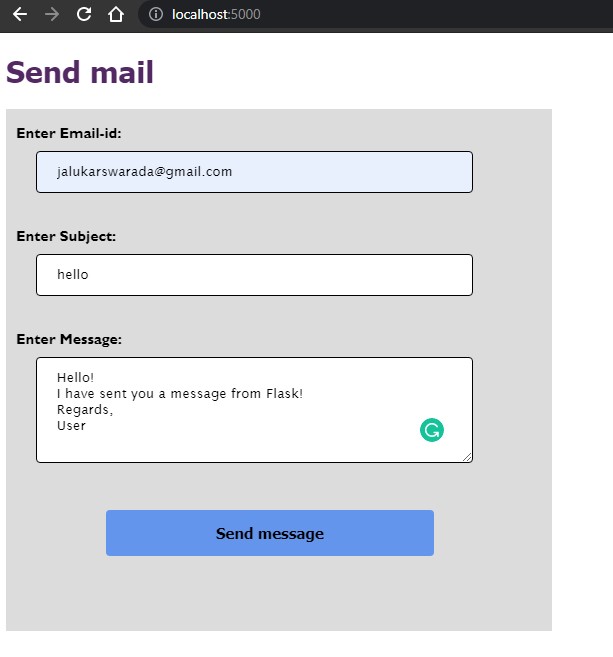 localhost:5000
Send mail
Enter Email-id:
jalukarswarada@gmail.com
Enter Subject:
hello
Enter Message:
Hello!
I have sent you a message from Flask!
Regards,
User
Send message